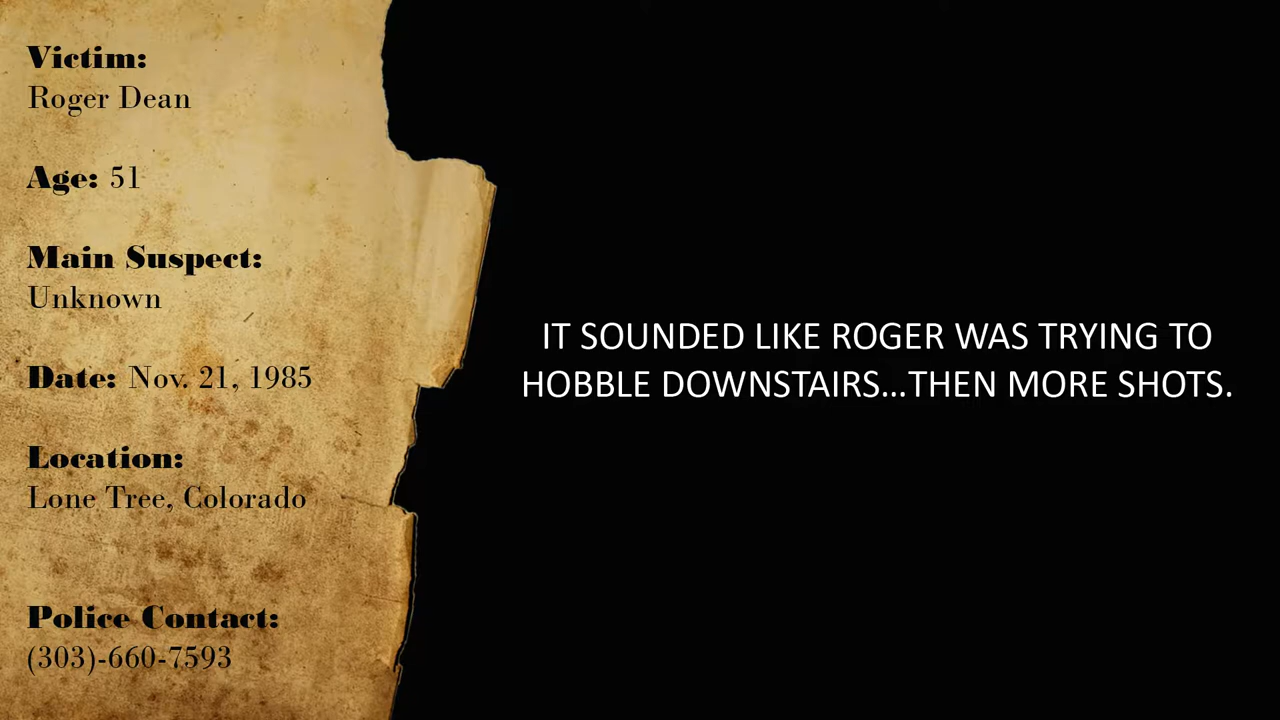 Victim:
Roger Dean
Age: 51
Main Suspect:
Unknown
Date: Nov. 21, 1985
Location:
Lone Tree, Colorado
Police Contact:
(303)-660-7593
IT SOUNDED LIKE ROGER WAS TRYING TO
HOBBLE DOWNSTAIRS...THEN MORE SHOTS.